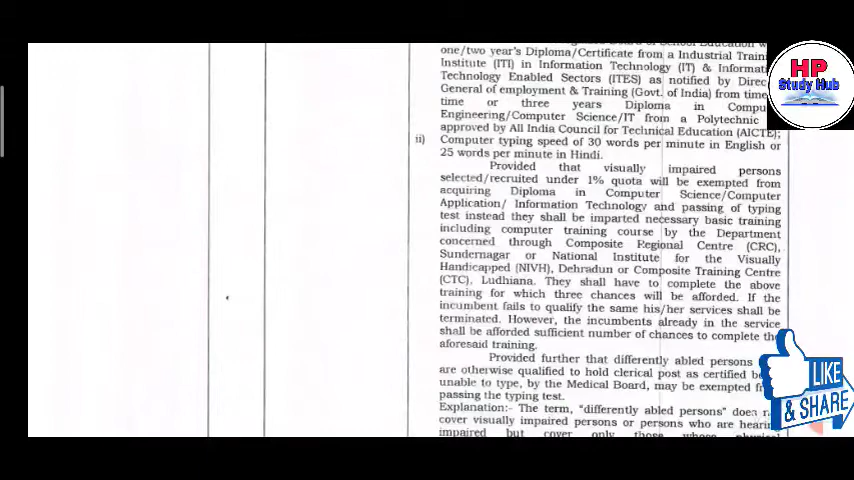 one/two year's Diploma/Certificate from a Industrial
Institute (ITI) in Information Technology (IT) &
Technology Enabled Sectors (ITES) as notified by
General of employment & Training (Govt. of India) from time
time or three years Diploma in
Engineering/Computer Science/IT from a Polytechnic
approved by All India Council for Technical Education (AICTE);
ii) Computer typing speed of 30 words per minute in English or
25 words per minute in Hindi.
Provided that visually impaired persons
selected/recruited under 1% quota will be exempted from
acquiring Diploma in Computer Science/Computer
Application/ Information Technology and passing of typing
test instead they shall be imparted necessary basic training
including computer training course by the Department
concerned through Composite Regional Centre (CRC),
Sundernagar or National Institute for the Visually
Handicapped (NIVH), Dehradun or Composite Training Centre
(CTC), Ludhiana. They shall have to complete the above
training for which three chances will be afforded. If the
incumbent fails to qualify the same his/her services shall be
terminated. However, the incumbents already in the service
shall be afforded sufficient number of chances to complete the
aforesaid training.
Provided further that differently abled persons
are otherwise qualified to hold clerical post as certified
unable to type, by the Medical Board, may be exempted
passing the typing test.
Explanation:- The term, "differently abled persons" does
cover visually impaired persons or persons who are
impaired but cover only those whose
HP
Study Hub
LIKE
& SHARE